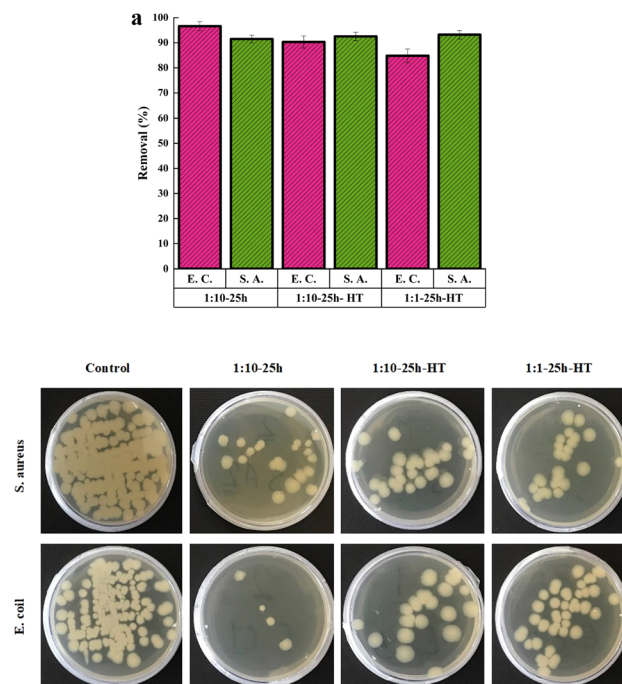 a
100
90
80
70
60
50
40
30
20
10
0
Removal (%)
E. C. S. A. E. C. S. A. E. C. S. A.
1:10-25h 1:10-25h- HT 1:1-25h-HT
Control 1:10-25h 1:10-25h-HT 1:1-25h-HT
S. aureus
E. coil